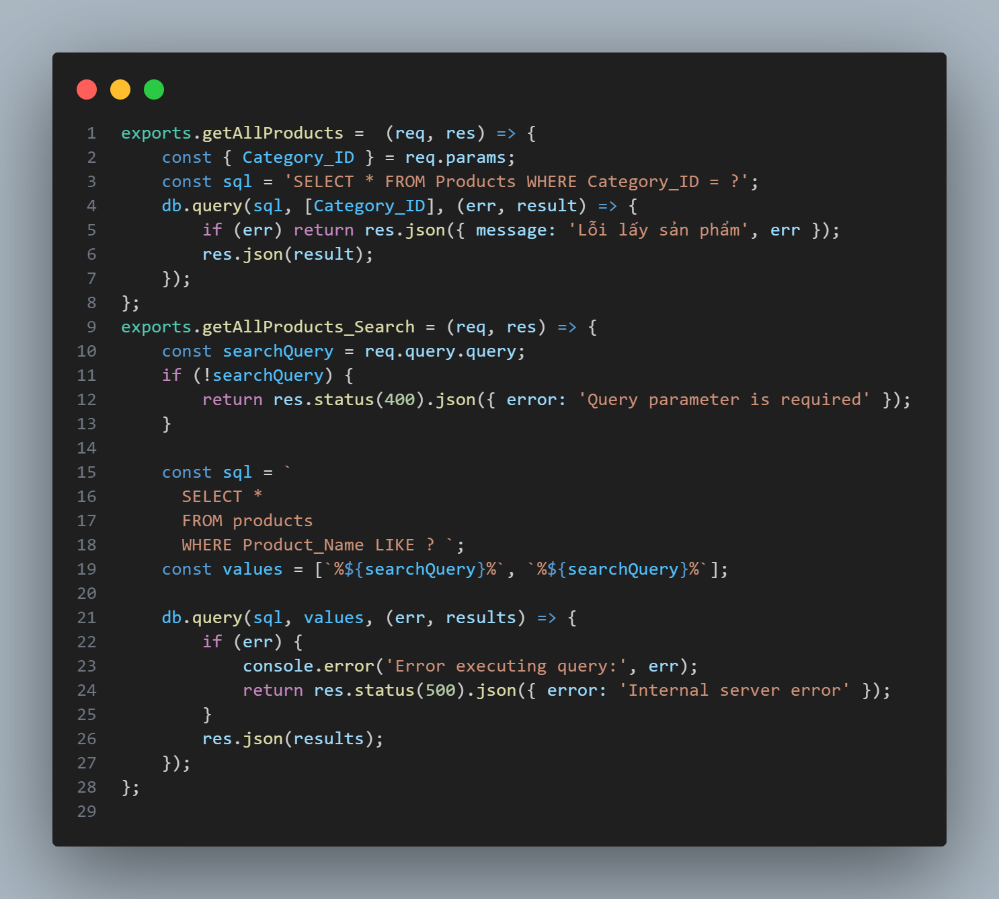 1 exports.getAllProducts =  (req, res) => {
2     const { Category_ID } = req.params;
3     const sql = 'SELECT * FROM Products WHERE Category_ID = ?';
4     db.query(sql, [Category_ID], (err, result) => {
5         if (err) return res.json({ message: 'Lỗi lấy sản phẩm', err });
6         res.json(result);
7     });
8 };
9 exports.getAllProducts_Search = (req, res) => {
10     const searchQuery = req.query.query;
11     if (!searchQuery) {
12         return res.status(400).json({ error: 'Query parameter is required' });
13     }
14
15     const sql = `
16       SELECT *
17       FROM products
18       WHERE Product_Name LIKE ? `;
19     const values = [`%${searchQuery}%`, `%${searchQuery}%`];
20
21     db.query(sql, values, (err, results) => {
22         if (err) {
23             console.error('Error executing query:', err);
24             return res.status(500).json({ error: 'Internal server error' });
25         }
26         res.json(results);
27     });
28 };
29